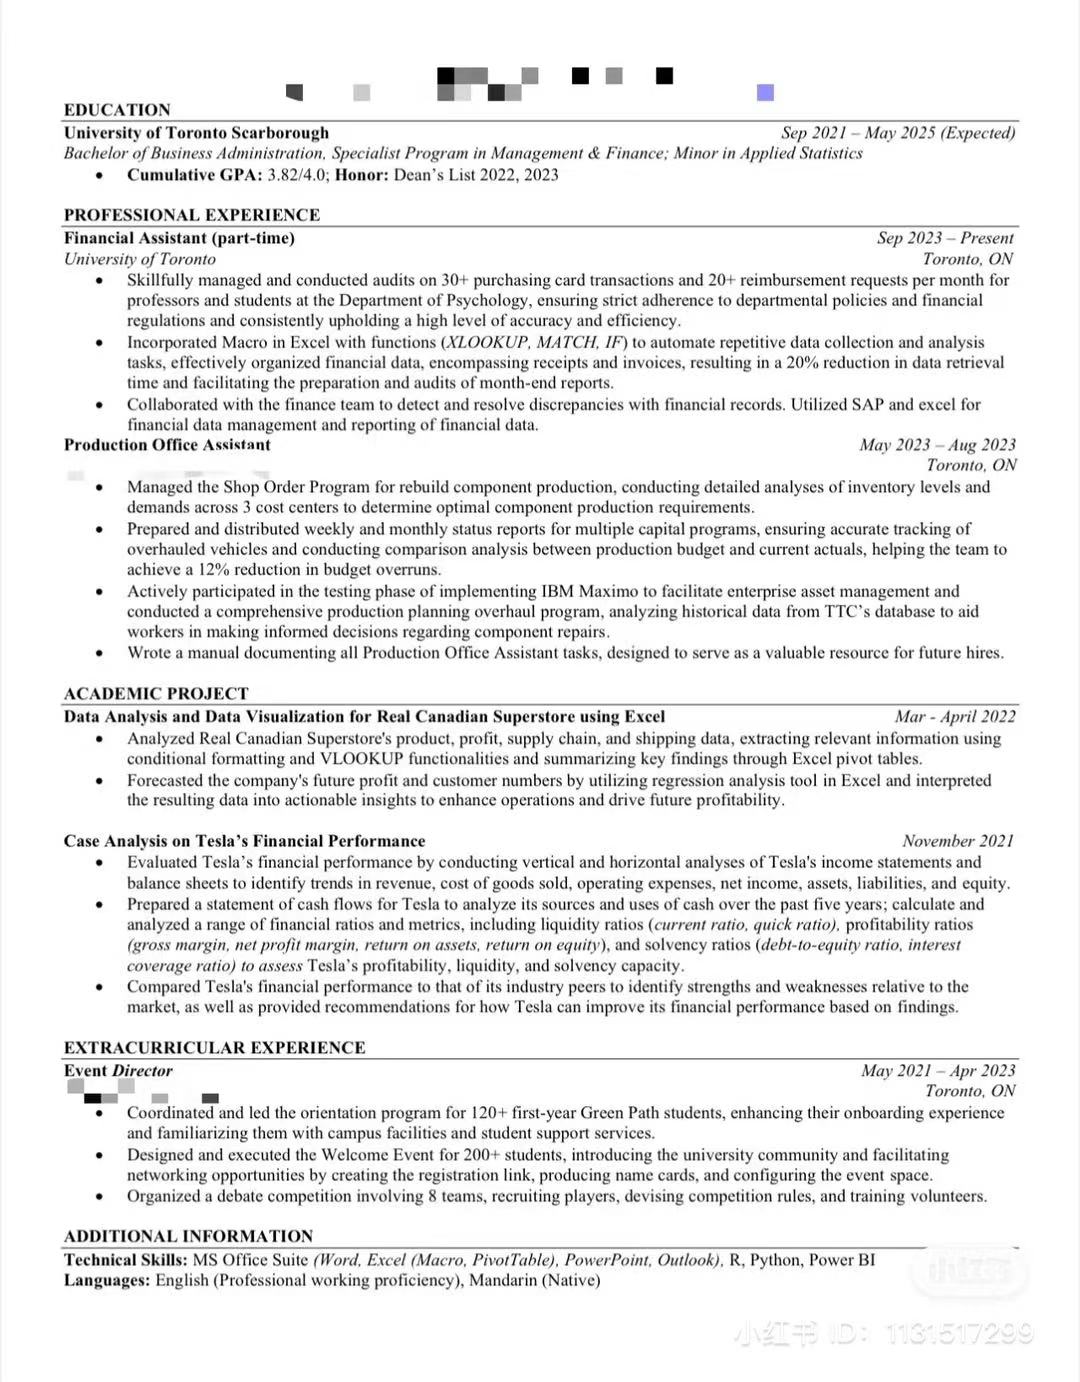 EDUCATION
University of Toronto Scarborough Sep 2021 – May 2025 (Expected)
Bachelor of Business Administration, Specialist Program in Management & Finance; Minor in Applied Statistics
• Cumulative GPA: 3.82/4.0; Honor: Dean's List 2022, 2023
PROFESSIONAL EXPERIENCE
Financial Assistant (part-time) Sep 2023 – Present
University of Toronto Toronto, ON
• Skillfully managed and conducted audits on 30+ purchasing card transactions and 20+ reimbursement requests per month for
professors and students at the Department of Psychology, ensuring strict adherence to departmental policies and financial
regulations and consistently upholding a high level of accuracy and efficiency.
• Incorporated Macro in Excel with functions (XLOOKUP, MATCH, IF) to automate repetitive data collection and analysis
tasks, effectively organized financial data, encompassing receipts and invoices, resulting in a 20% reduction in data retrieval
time and facilitating the preparation and audits of month-end reports.
• Collaborated with the finance team to detect and resolve discrepancies with financial records. Utilized SAP and excel for
financial data management and reporting of financial data.
Production Office Assistant May 2023 – Aug 2023
Toronto, ON
• Managed the Shop Order Program for rebuild component production, conducting detailed analyses of inventory levels and
demands across 3 cost centers to determine optimal component production requirements.
• Prepared and distributed weekly and monthly status reports for multiple capital programs, ensuring accurate tracking of
overhauled vehicles and conducting comparison analysis between production budget and current actuals, helping the team to
achieve a 12% reduction in budget overruns.
• Actively participated in the testing phase of implementing IBM Maximo to facilitate enterprise asset management and
conducted a comprehensive production planning overhaul program, analyzing historical data from TTC's database to aid
workers in making informed decisions regarding component repairs.
• Wrote a manual documenting all Production Office Assistant tasks, designed to serve as a valuable resource for future hires.
ACADEMIC PROJECT
Data Analysis and Data Visualization for Real Canadian Superstore using Excel Mar - April 2022
• Analyzed Real Canadian Superstore's product, profit, supply chain, and shipping data, extracting relevant information using
conditional formatting and VLOOKUP functionalities and summarizing key findings through Excel pivot tables.
• Forecasted the company's future profit and customer numbers by utilizing regression analysis tool in Excel and interpreted
the resulting data into actionable insights to enhance operations and drive future profitability.
Case Analysis on Tesla's Financial Performance November 2021
• Evaluated Tesla's financial performance by conducting vertical and horizontal analyses of Tesla's income statements and
balance sheets to identify trends in revenue, cost of goods sold, operating expenses, net income, assets, liabilities, and equity.
• Prepared a statement of cash flows for Tesla to analyze its sources and uses of cash over the past five years; calculate and
analyzed a range of financial ratios and metrics, including liquidity ratios (current ratio, quick ratio), profitability ratios
(gross margin, net profit margin, return on assets, return on equity), and solvency ratios (debt-to-equity ratio, interest
coverage ratio) to assess Tesla's profitability, liquidity, and solvency capacity.
• Compared Tesla's financial performance to that of its industry peers to identify strengths and weaknesses relative to the
market, as well as provided recommendations for how Tesla can improve its financial performance based on findings.
EXTRACURRICULAR EXPERIENCE
Event Director May 2021 – Apr 2023
Toronto, ON
• Coordinated and led the orientation program for 120+ first-year Green Path students, enhancing their onboarding experience
and familiarizing them with campus facilities and student support services.
• Designed and executed the Welcome Event for 200+ students, introducing the university community and facilitating
networking opportunities by creating the registration link, producing name cards, and configuring the event space.
• Organized a debate competition involving 8 teams, recruiting players, devising competition rules, and training volunteers.
ADDITIONAL INFORMATION
Technical Skills: MS Office Suite (Word, Excel (Macro, PivotTable), PowerPoint, Outlook), R, Python, Power BI
Languages: English (Professional working proficiency), Mandarin (Native)
小红书
小红书 ID: 1131517299